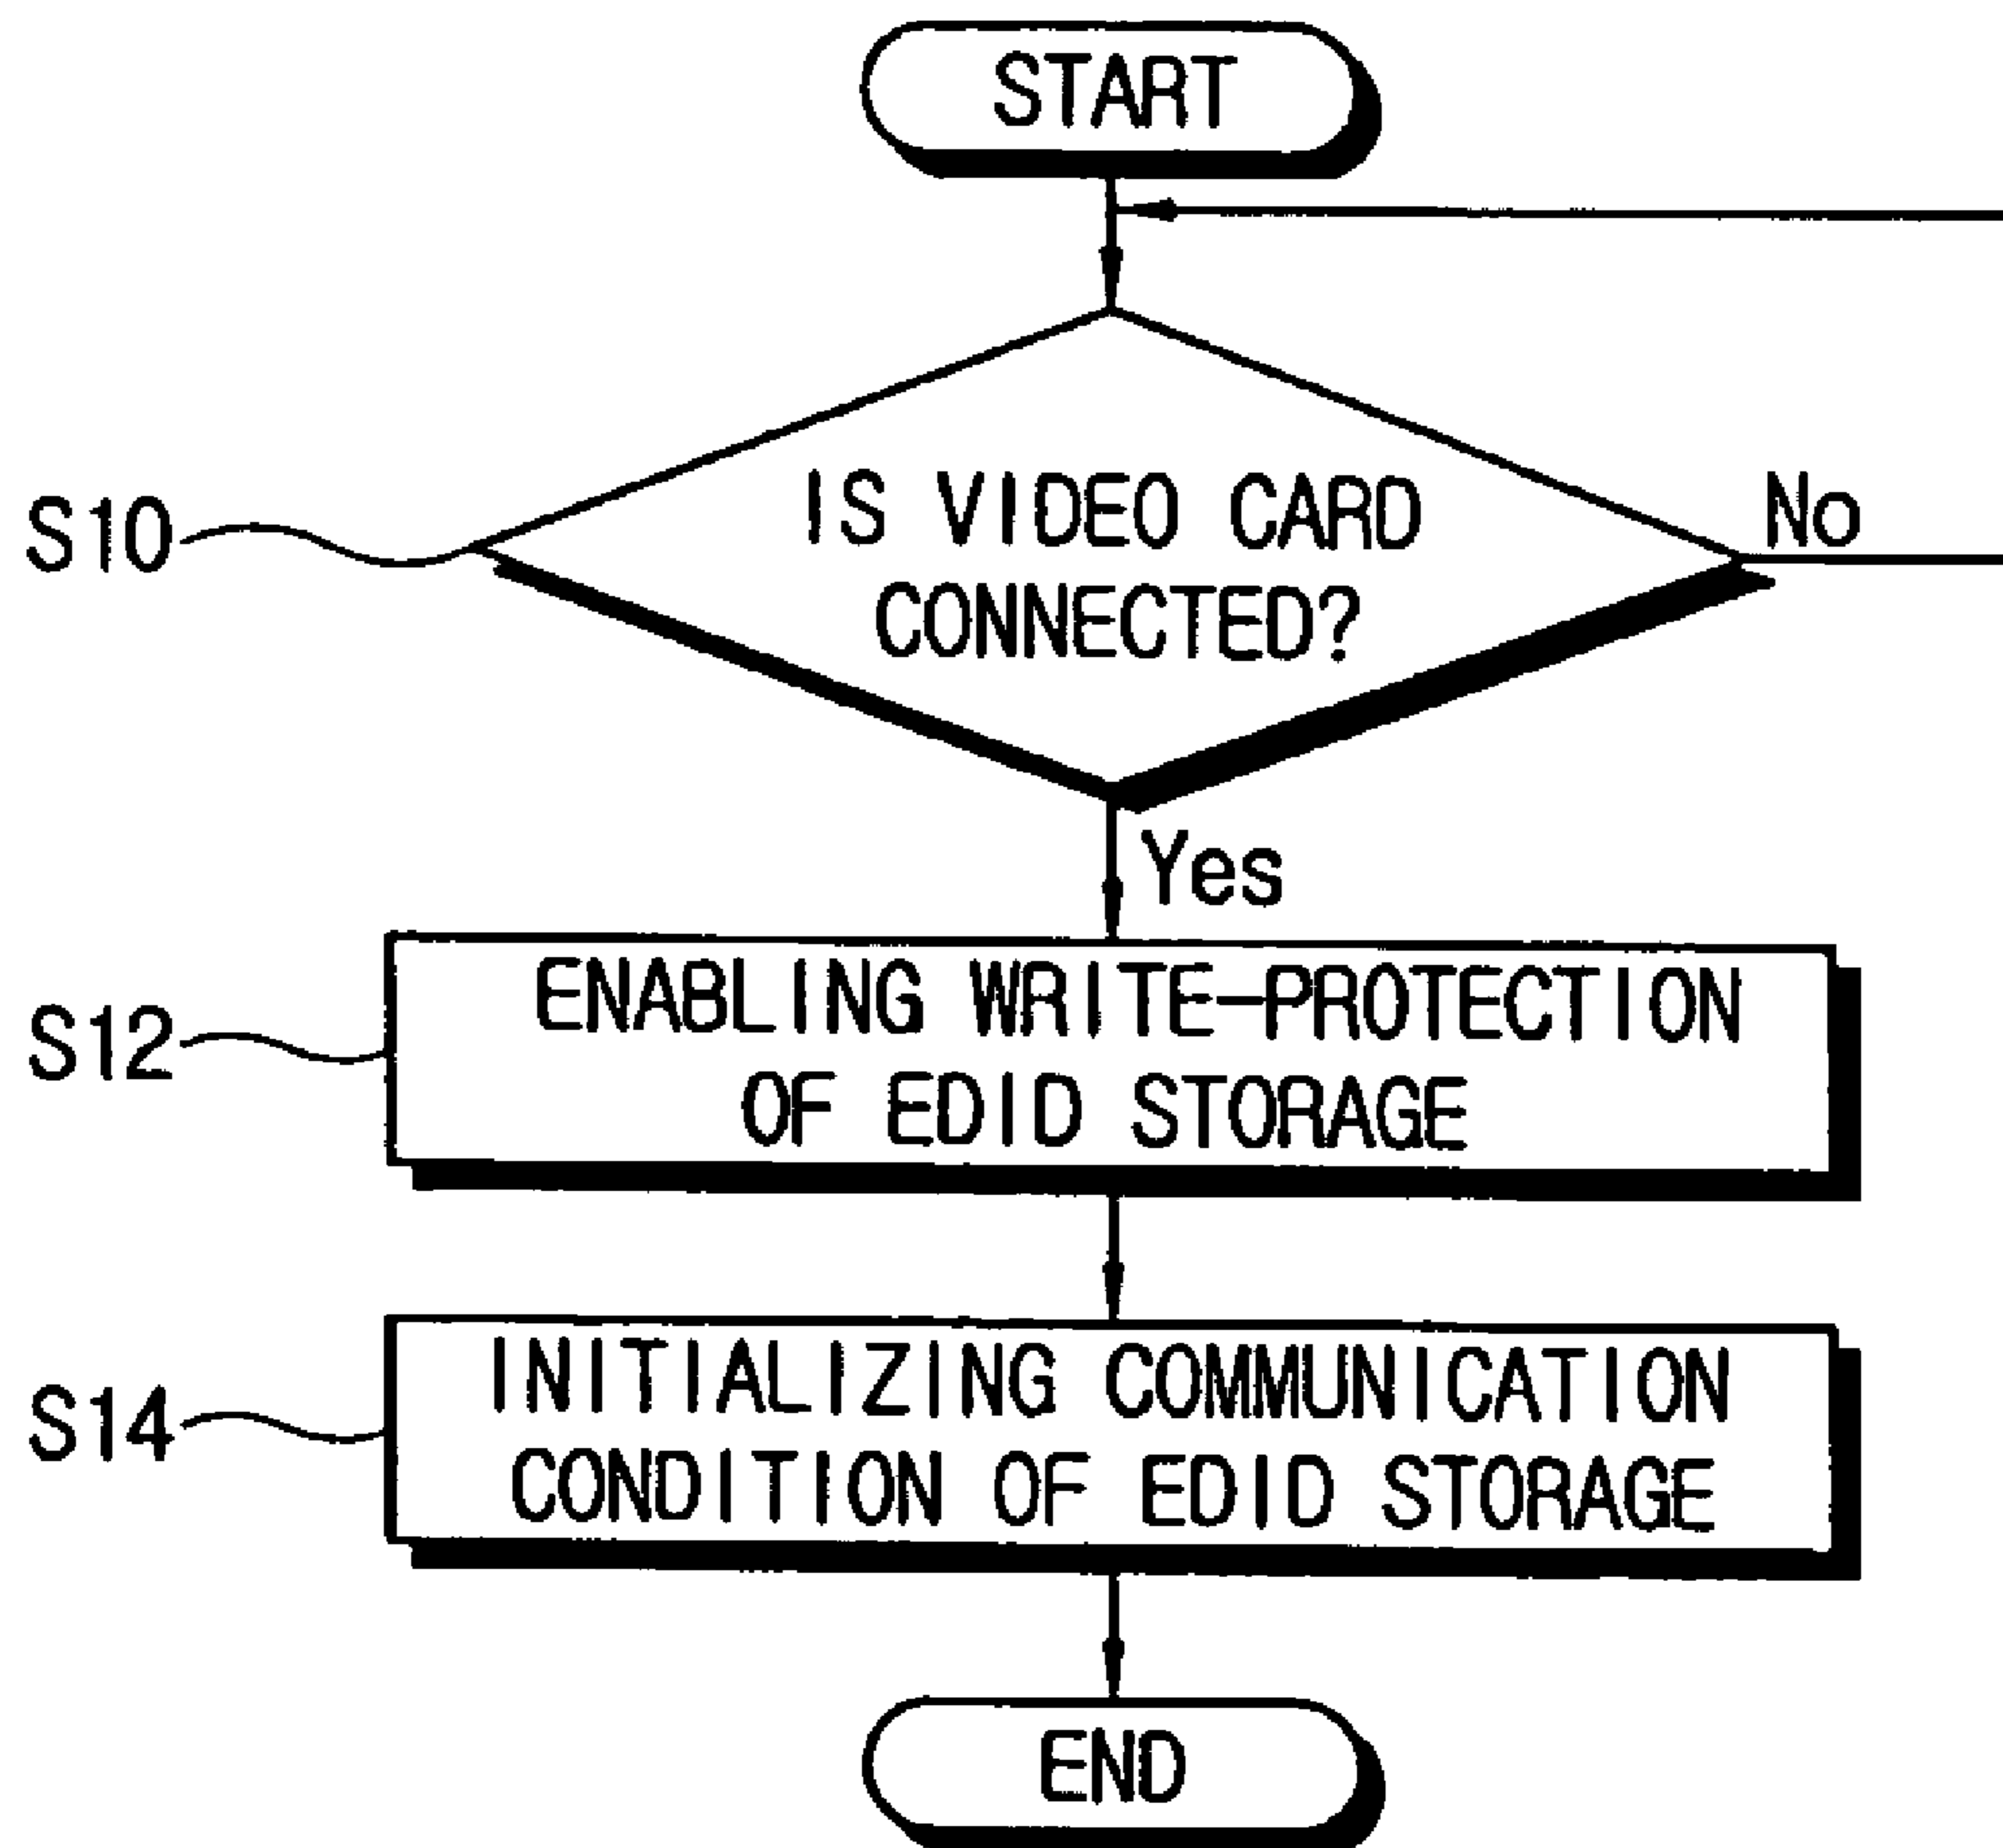 START
S10
IS VIDEO CARD
CONNECTED?
No
Yes
S12
ENABLING WRITE-PROTECTION
OF EDID STORAGE
S14
INITIALIZING COMMUNICATION
CONDITION OF EDID STORAGE
END